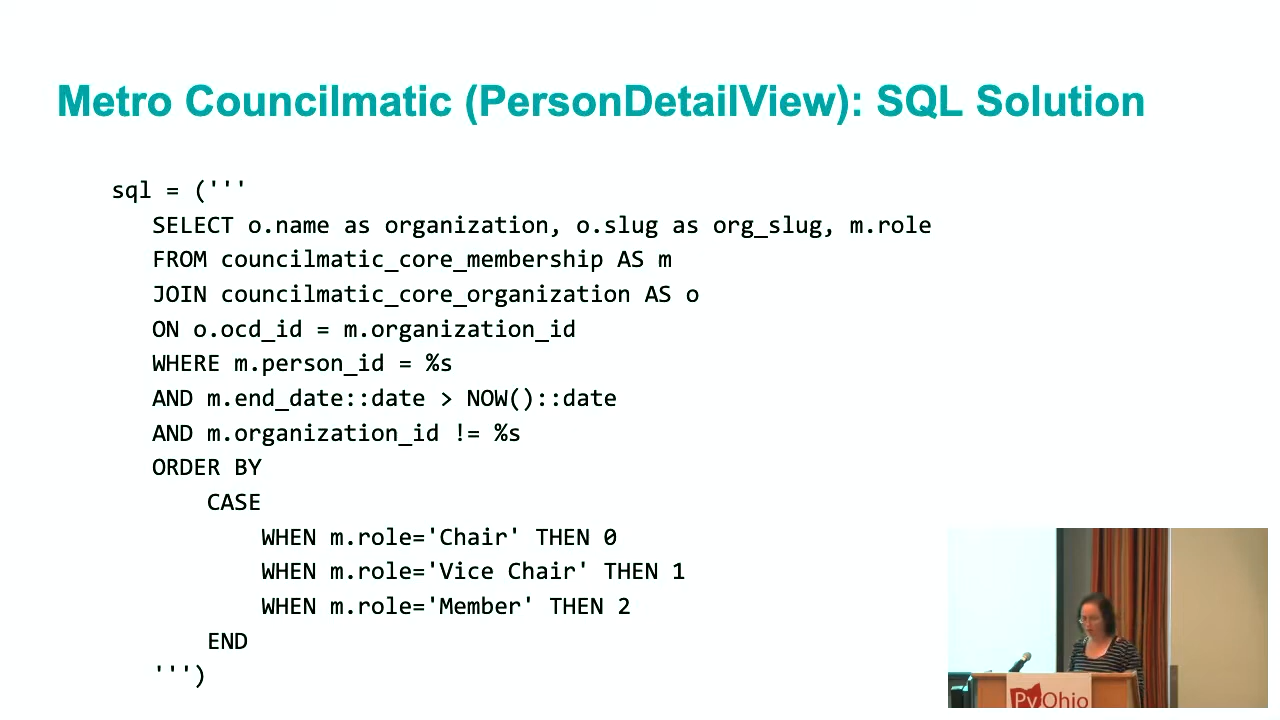 Metro Councilmatic (PersonDetailView): SQL Solution
sql = ('''
SELECT o.name as organization, o.slug as org_slug, m.role
FROM councilmatic_core_membership AS m
JOIN councilmatic_core_organization AS o
ON o.ocd_id = m.organization_id
WHERE m.person_id = %s
AND m.end_date::date > NOW()::date
AND m.organization_id != %s
ORDER BY
CASE
WHEN m.role='Chair' THEN 0
WHEN m.role='Vice Chair' THEN 1
WHEN m.role='Member' THEN 2
END
''')
PyOhio